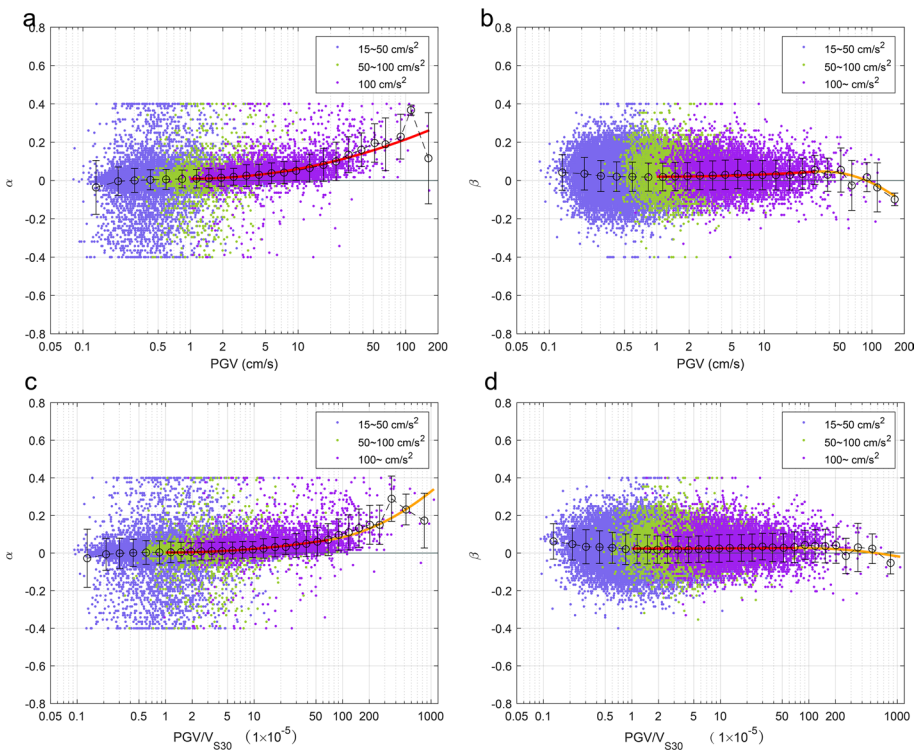 a
0.8
0.6
0.4
0.2
0
-0.2
-0.4
-0.6
-0.8
α
15~50 cm/s²
50~100 cm/s²
100 cm/s²
0.05 0.1 0.5 1 2 5 10 50 100 200
PGV (cm/s)
b
0.8
0.6
0.4
0.2
0
-0.2
-0.4
-0.6
-0.8
β
15~50 cm/s²
50~100 cm/s²
100~ cm/s²
0.05 0.1 0.5 1 2 5 10 50 100 200
PGV (cm/s)
c
0.8
0.6
0.4
0.2
0
-0.2
-0.4
-0.6
-0.8
α
15~50 cm/s²
50~100 cm/s²
100~ cm/s²
0.05 0.1 0.5 1 2 5 10 50 100 200 1000
PGV/V_S30 (1×10⁻⁵)
d
0.8
0.6
0.4
0.2
0
-0.2
-0.4
-0.6
-0.8
β
15~50 cm/s²
50~100 cm/s²
100~ cm/s²
0.05 0.1 0.5 1 2 5 10 50 100 200 1000
PGV/V_S30 (1×10⁻⁵)